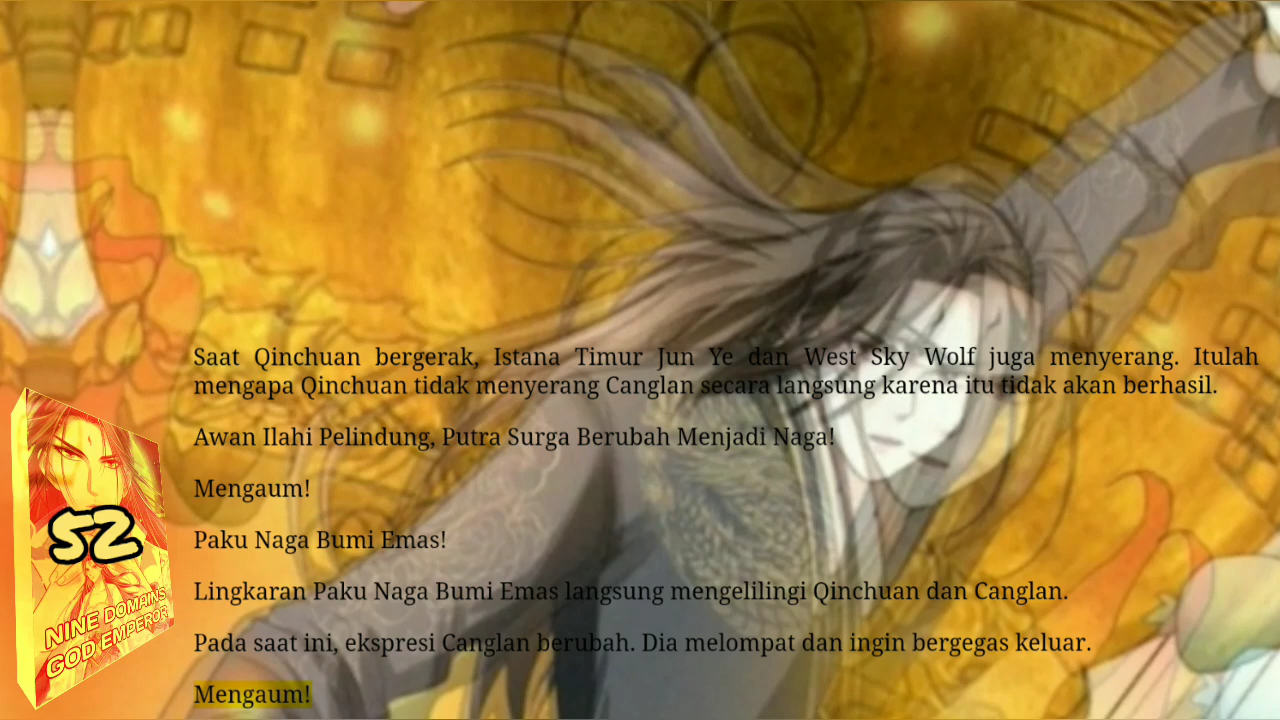 Saat Qinchuan bergerak, Istana Timur Jun Ye dan West Sky Wolf juga menyerang. Itulah
mengapa Qinchuan tidak menyerang Canglan secara langsung karena itu tidak akan berhasil.
Awan Ilahi Pelindung, Putra Surga Berubah Menjadi Naga!
Mengaum!
Paku Naga Bumi Emas!
Lingkaran Paku Naga Bumi Emas langsung mengelilingi Qinchuan dan Canglan.
Pada saat ini, ekspresi Canglan berubah. Dia melompat dan ingin bergegas keluar.
Mengaum!
52
NINE DOMAINS
GOD EMPEROR